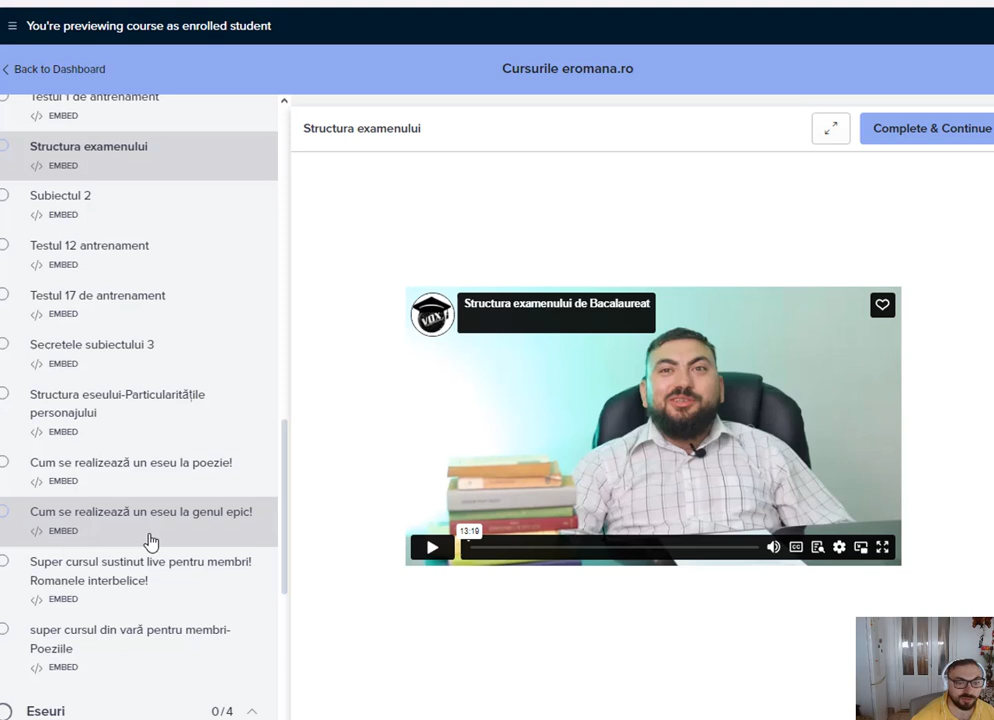 You're previewing course as enrolled student
Back to Dashboard
Cursurile eromana.ro
Testul 1 de antrenament
</> EMBED
Structura examenului
</> EMBED
Subiectul 2
</> EMBED
Testul 12 antrenament
</> EMBED
Testul 17 de antrenament
</> EMBED
Secretele subiectului 3
</> EMBED
Structura eseului-Particularitățile
personajului
</> EMBED
Cum se realizează un eseu la poezie!
</> EMBED
Cum se realizează un eseu la genul epic!
</> EMBED
Super cursul sustinut live pentru membri!
Romanele interbelice!
</> EMBED
super cursul din vară pentru membri-
Poeziile
</> EMBED
Eseuri 0/4
Structura examenului
Complete & Continue
VOX
Structura examenului de Bacalaureat
13:19
CC